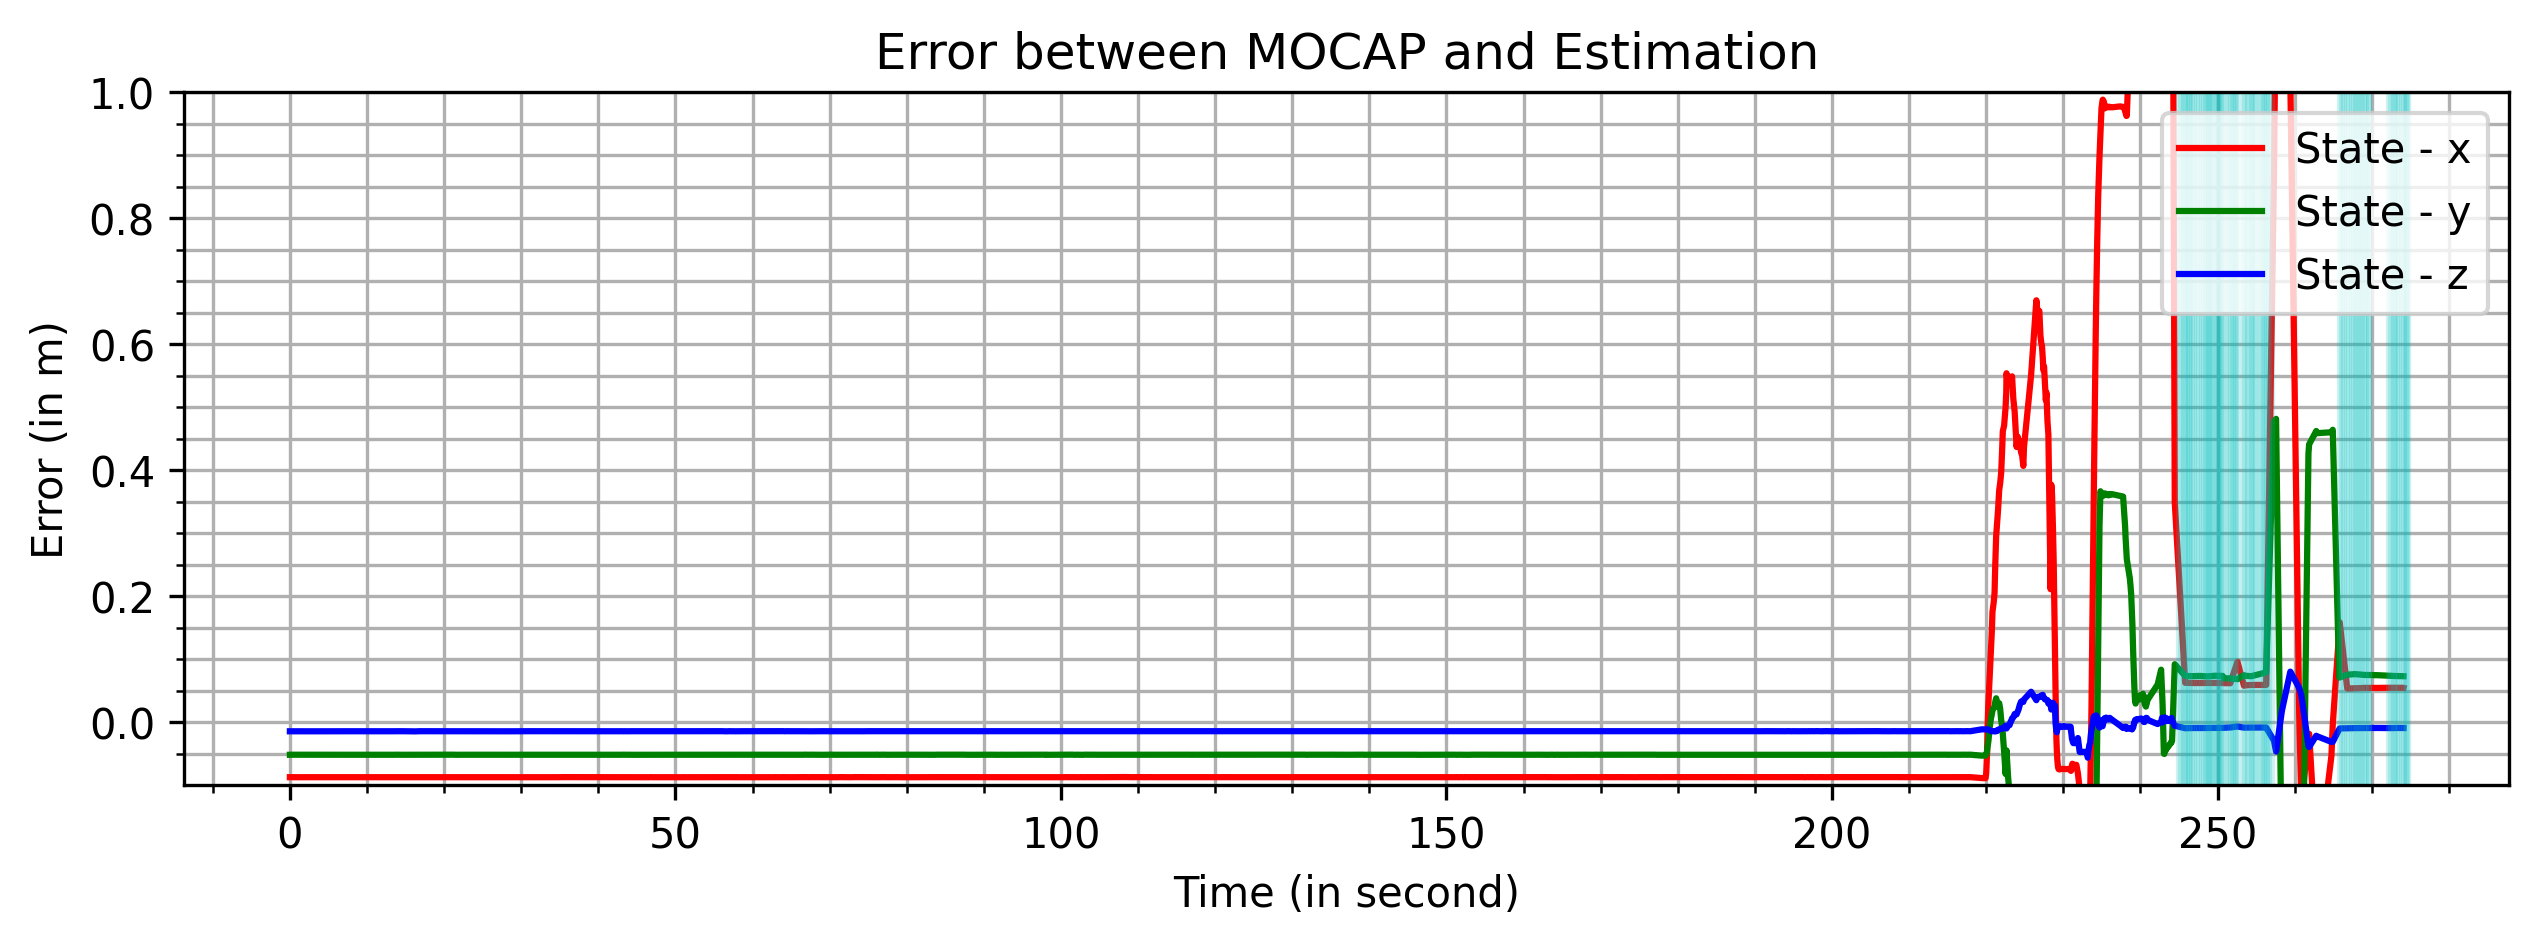 Error between MOCAP and Estimation
1.0
0.8
0.6
0.4
0.2
0.0
Error (in m)
State - x
State - y
State - z
0 50 100 150 200 250
Time (in second)